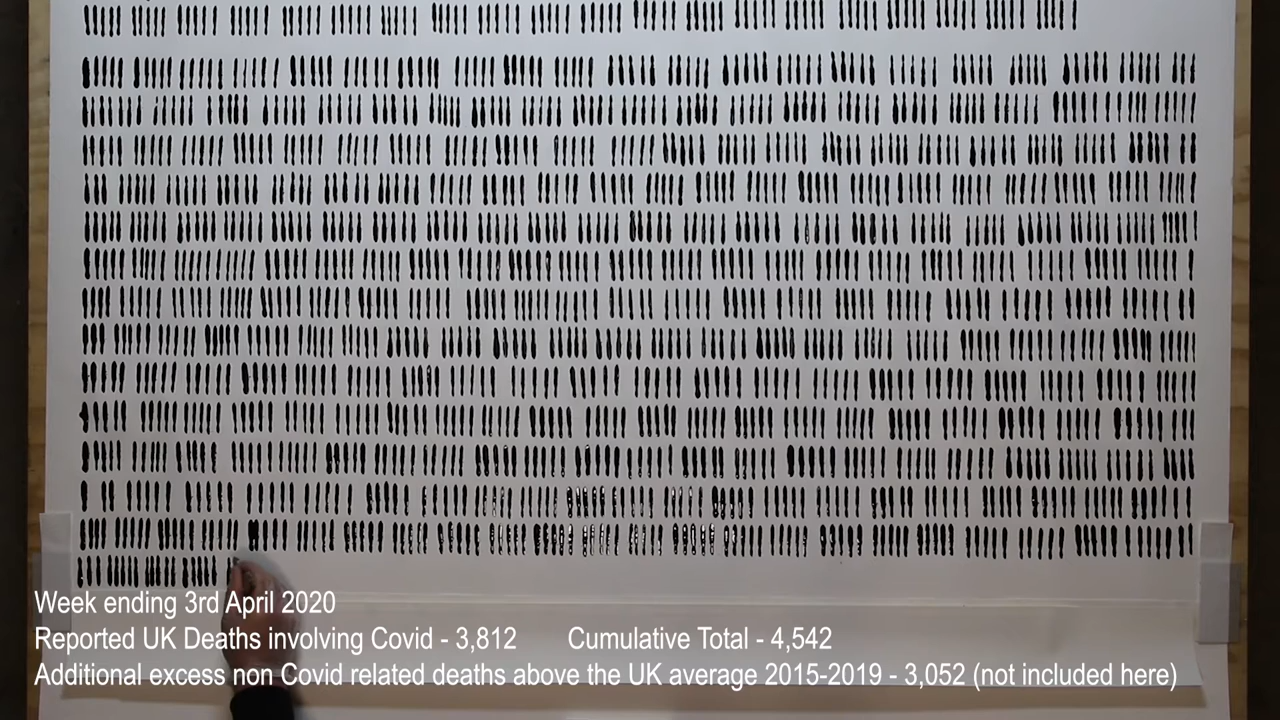 Week ending 3rd April 2020
Reported UK Deaths involving Covid - 3,812 Cumulative Total - 4,542
Additional excess non Covid related deaths above the UK average 2015-2019 - 3,052 (not included here)